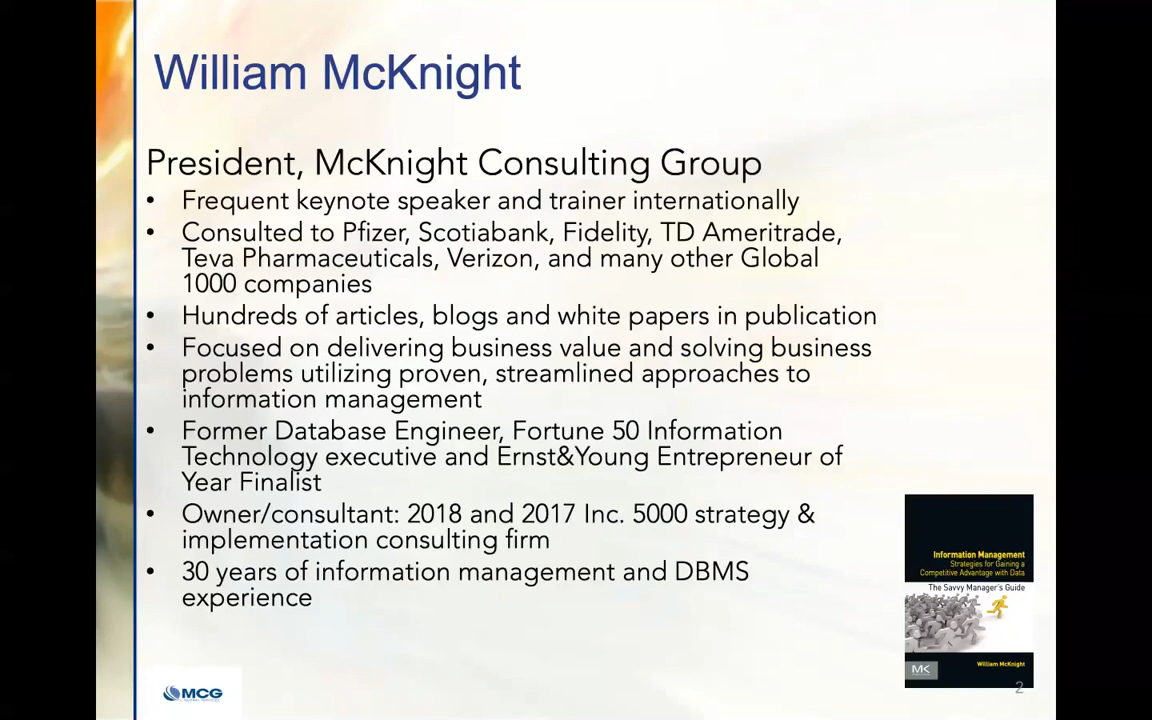 William McKnight
President, McKnight Consulting Group
• Frequent keynote speaker and trainer internationally
• Consulted to Pfizer, Scotiabank, Fidelity, TD Ameritrade,
Teva Pharmaceuticals, Verizon, and many other Global
1000 companies
• Hundreds of articles, blogs and white papers in publication
• Focused on delivering business value and solving business
problems utilizing proven, streamlined approaches to
information management
• Former Database Engineer, Fortune 50 Information
Technology executive and Ernst&Young Entrepreneur of
Year Finalist
• Owner/consultant: 2018 and 2017 Inc. 5000 strategy &
implementation consulting firm
• 30 years of information management and DBMS
experience
Information Management
Strategies for Gaining a
Competitive Advantage with Data
The Savvy Manager's Guide
William McKnight
MK
2
MCG